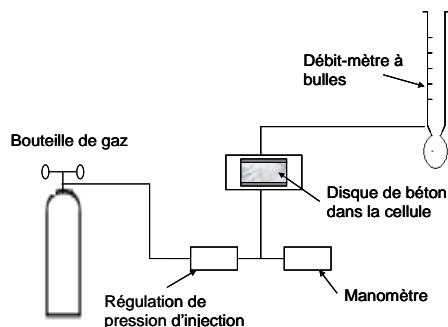 Débit-mètre à
bulles
Bouteille de gaz
Disque de béton
dans la cellule
Régulation de
pression d'injection
Manomètre